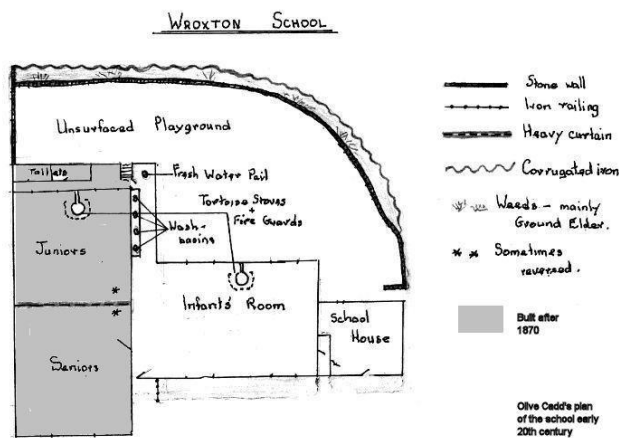 WROXTON SCHOOL
Stone wall
Iron railing
Heavy curtain
Corrugated iron
Weeds - mainly
Ground Elder.
* * Sometimes
reversed.
Built after
1870
Olive Cadd's plan
of the school early
20th century
Unsurfaced Playground
Toilets
Fresh Water Pail
Tortoise Stoves
+
Fire Guards
Wash-
basins
Juniors
*
*
Seniors
Infants' Room
School
House